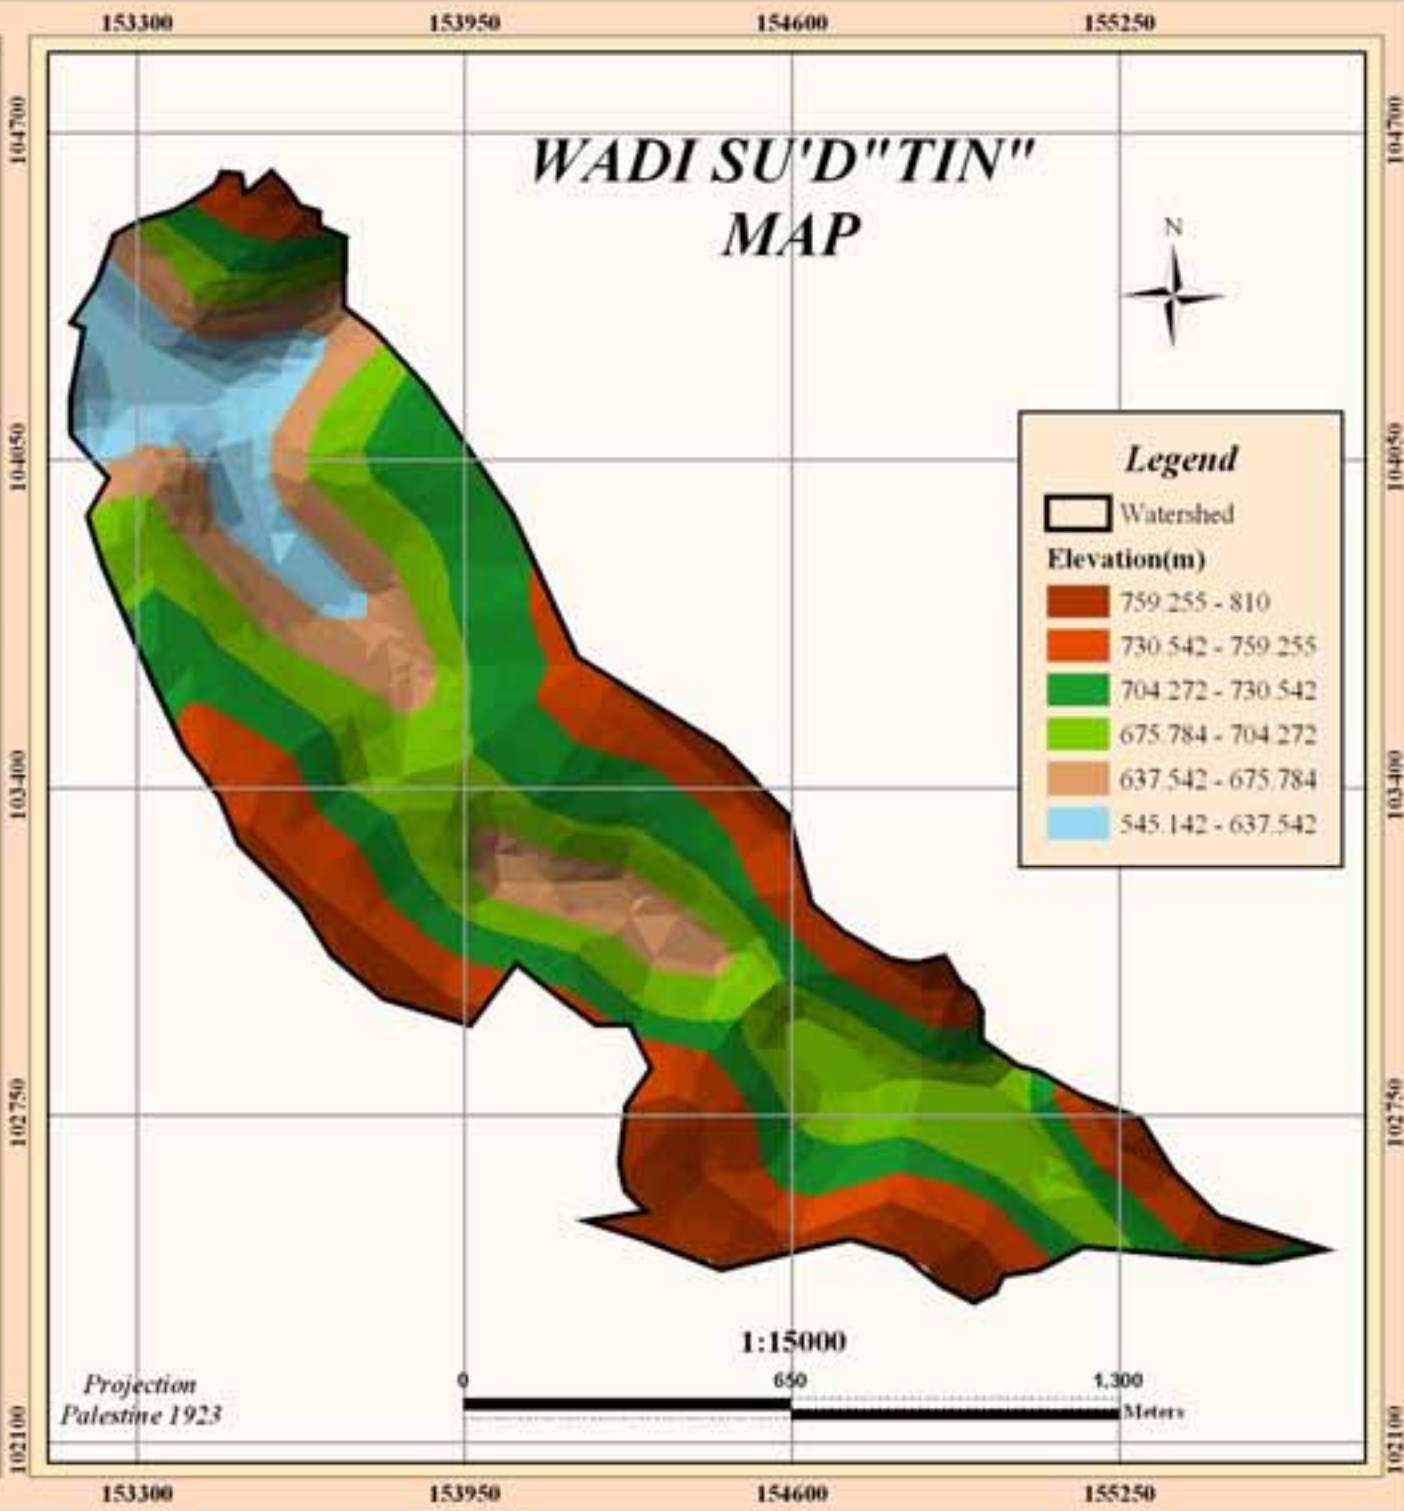 153300 153950 154600 155250
104700 104700
WADI SU'D"TIN"
MAP
N
104050 104050
Legend
Watershed
Elevation(m)
759.255 - 810
730.542 - 759.255
704.272 - 730.542
675.784 - 704.272
637.542 - 675.784
545.142 - 637.542
103400 103400
102750 102750
1:15000
0 650 1,300
Meters
Projection
Palestine 1923
102100 102100
153300 153950 154600 155250